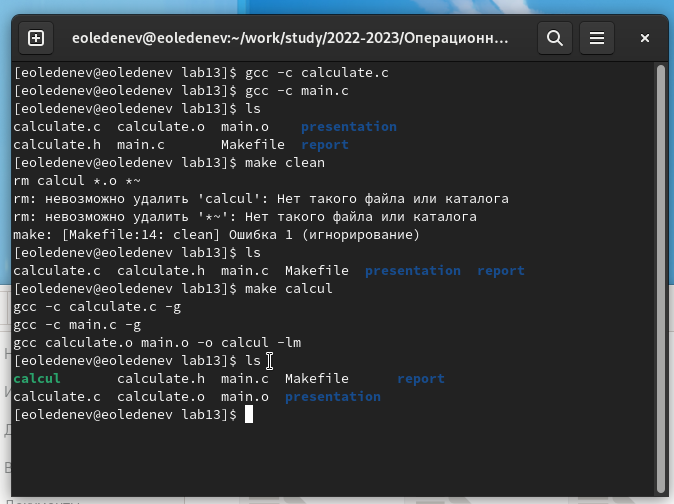 eoledenev@eoledenev:~/work/study/2022-2023/Операционн...
[eoledenev@eoledenev lab13]$ gcc -c calculate.c
[eoledenev@eoledenev lab13]$ gcc -c main.c
[eoledenev@eoledenev lab13]$ ls
calculate.c  calculate.o  main.o    presentation
calculate.h  main.c       Makefile  report
[eoledenev@eoledenev lab13]$ make clean
rm calcul *.o *~
rm: невозможно удалить 'calcul': Нет такого файла или каталога
rm: невозможно удалить '*~': Нет такого файла или каталога
make: [Makefile:14: clean] Ошибка 1 (игнорирование)
[eoledenev@eoledenev lab13]$ ls
calculate.c  calculate.h  main.c  Makefile  presentation  report
[eoledenev@eoledenev lab13]$ make calcul
gcc -c calculate.c -g
gcc -c main.c -g
gcc calculate.o main.o -o calcul -lm
[eoledenev@eoledenev lab13]$ ls
calcul       calculate.h  main.c  Makefile      report
calculate.c  calculate.o  main.o  presentation
[eoledenev@eoledenev lab13]$